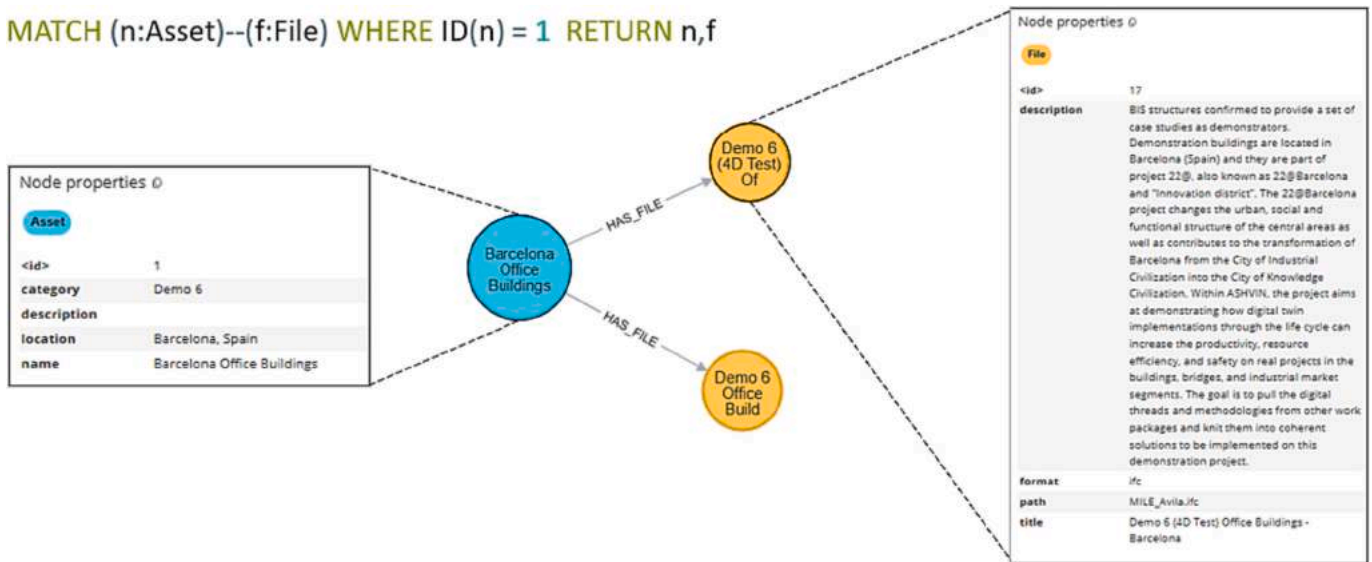 MATCH (n:Asset)--(f:File) WHERE ID(n) = 1 RETURN n,f
Node properties
Asset
<id> 1
category Demo 6
description
location Barcelona, Spain
name Barcelona Office Buildings
Barcelona
Office
Buildings
HAS_FILE
HAS_FILE
Demo 6
(4D Test)
Of
Demo 6
Office
Build
Node properties
File
<id> 17
description BIS structures confirmed to provide a set of
case studies as demonstrators.
Demonstration buildings are located in
Barcelona (Spain) and they are part of
project 22@, also known as 22@Barcelona
and "Innovation district". The 22@Barcelona
project changes the urban, social and
functional structure of the central areas as
well as contributes to the transformation of
Barcelona from the City of Industrial
Civilization into the City of Knowledge
Civilization. Within ASHVIN, the project aims
at demonstrating how digital twin
implementations through the life cycle can
increase the productivity, resource
efficiency, and safety on real projects in the
buildings, bridges, and industrial market
segments. The goal is to pull the digital
threads and methodologies from other work
packages and knit them into coherent
solutions to be implemented on this
demonstration project.
format ifc
path MILE_Avila.ifc
title Demo 6 (4D Test) Office Buildings -
Barcelona